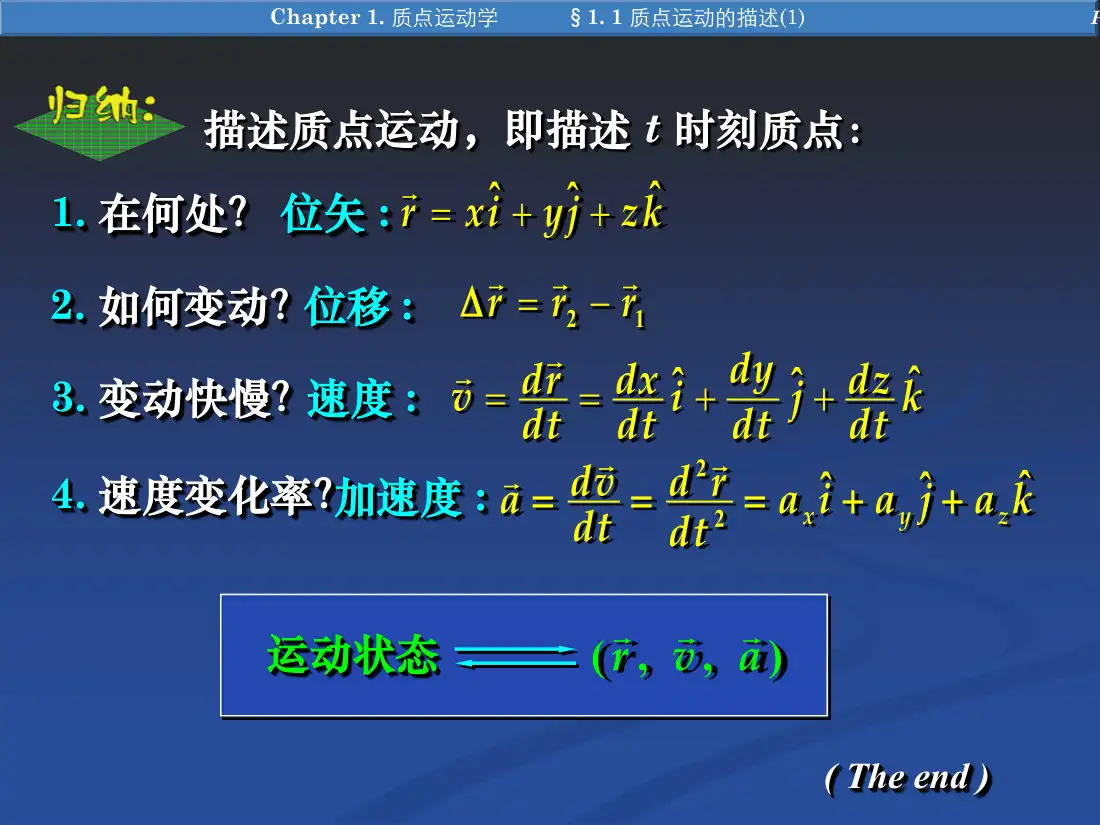 Chapter 1. 质点运动学 §1. 1 质点运动的描述(1)
归纳:
描述质点运动，即描述 t 时刻质点:
1. 在何处? 位矢: r⃗ = xî + yĵ + zk̂
2. 如何变动? 位移: Δr⃗ = r⃗₂ − r⃗₁
3. 变动快慢? 速度: v⃗ = dr⃗/dt = dx/dt î + dy/dt ĵ + dz/dt k̂
4. 速度变化率? 加速度: a⃗ = dv⃗/dt = d²r⃗/dt² = aₓ î + a_y ĵ + a_z k̂
运动状态 ⇌ (r⃗, v⃗, a⃗)
( The end )